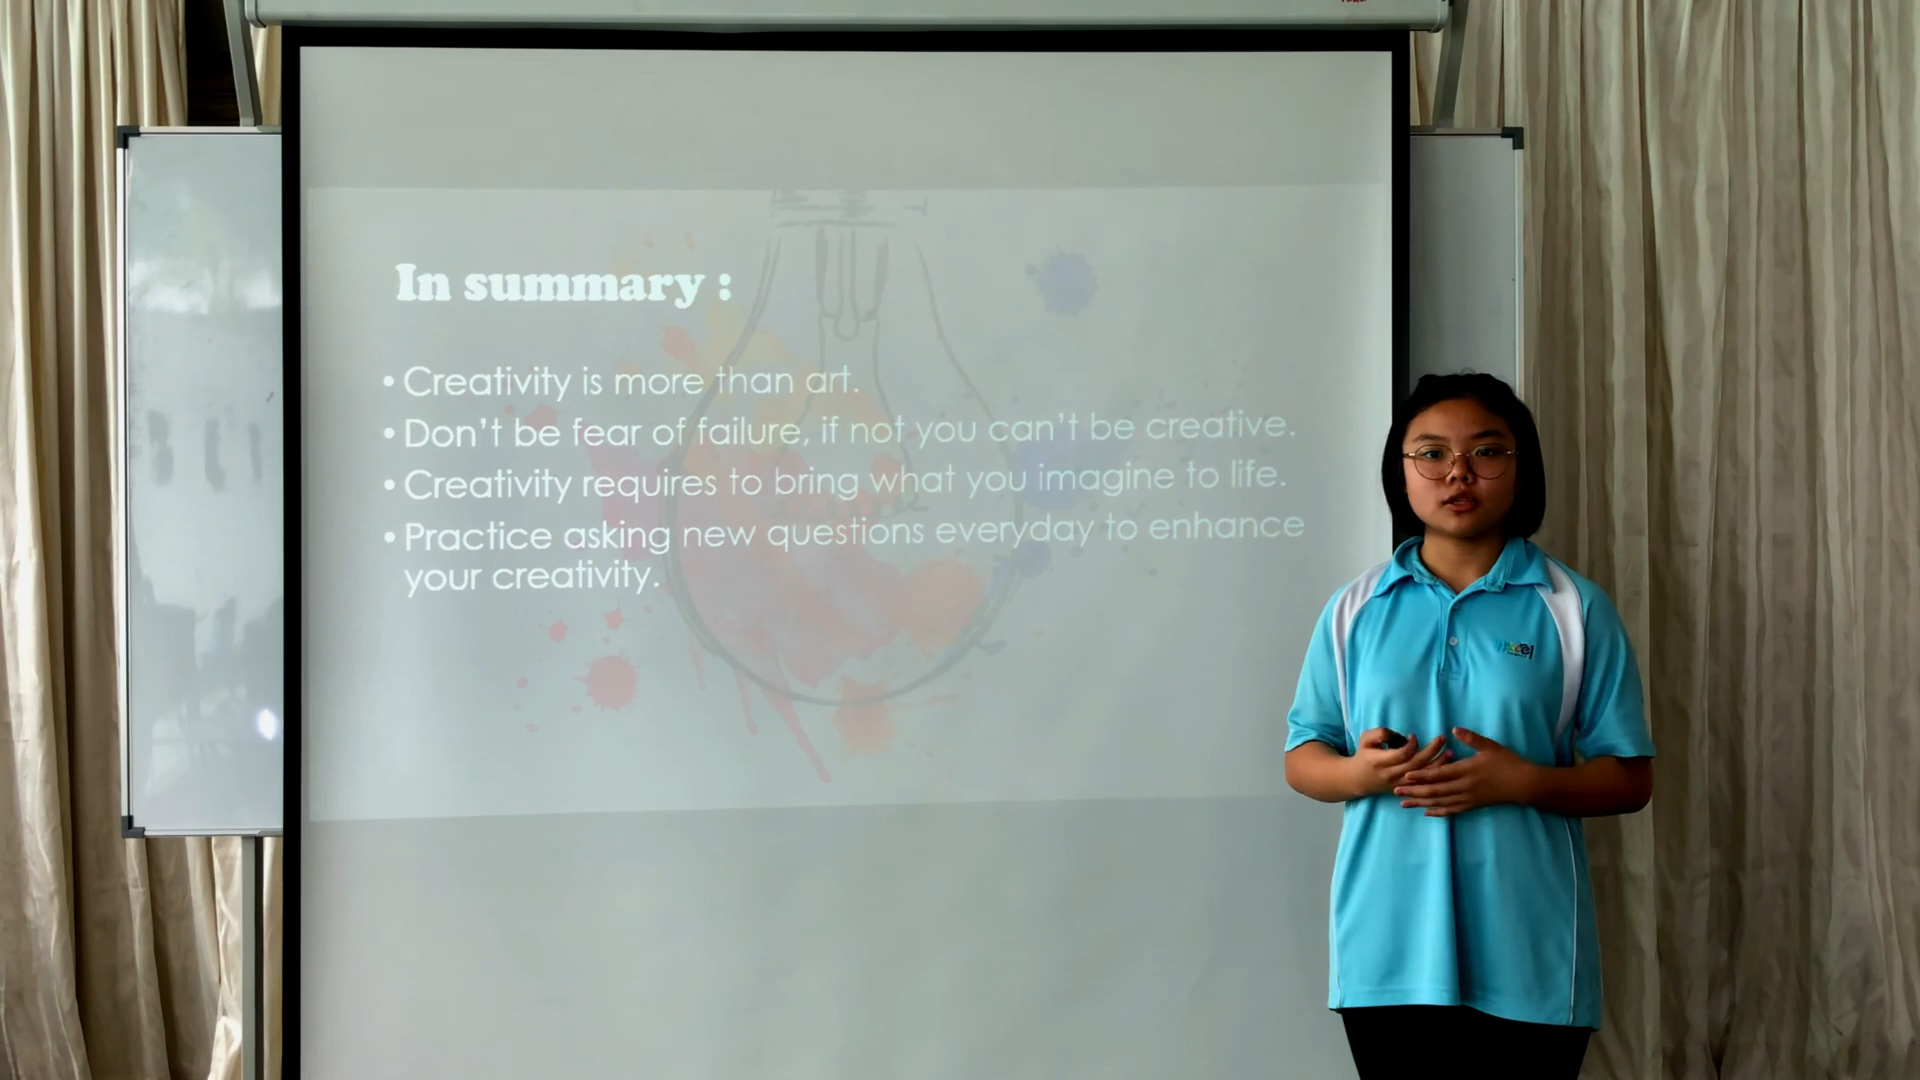 In summary :
• Creativity is more than art.
• Don't be fear of failure, if not you can't be creative.
• Creativity requires to bring what you imagine to life.
• Practice asking new questions everyday to enhance
your creativity.